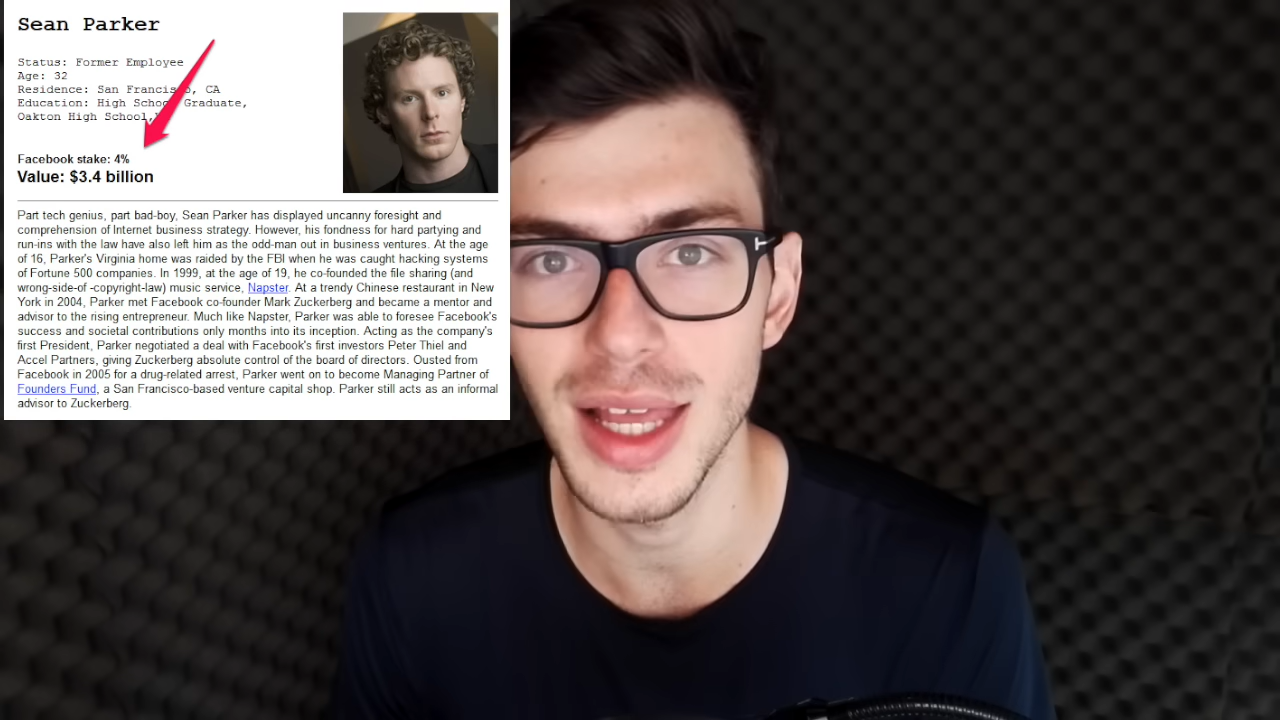 Sean Parker
Status: Former Employee
Age: 32
Residence: San Francisco, CA
Education: High School Graduate,
Oakton High School,
Facebook stake: 4%
Value: $3.4 billion
Part tech genius, part bad-boy, Sean Parker has displayed uncanny foresight and
comprehension of Internet business strategy. However, his fondness for hard partying and
run-ins with the law have also left him as the odd-man out in business ventures. At the age
of 16, Parker's Virginia home was raided by the FBI when he was caught hacking systems
of Fortune 500 companies. In 1999, at the age of 19, he co-founded the file sharing (and
wrong-side-of -copyright-law) music service, Napster. At a trendy Chinese restaurant in New
York in 2004, Parker met Facebook co-founder Mark Zuckerberg and became a mentor and
advisor to the rising entrepreneur. Much like Napster, Parker was able to foresee Facebook's
success and societal contributions only months into its inception. Acting as the company's
first President, Parker negotiated a deal with Facebook's first investors Peter Thiel and
Accel Partners, giving Zuckerberg absolute control of the board of directors. Ousted from
Facebook in 2005 for a drug-related arrest, Parker went on to become Managing Partner of
Founders Fund, a San Francisco-based venture capital shop. Parker still acts as an informal
advisor to Zuckerberg.